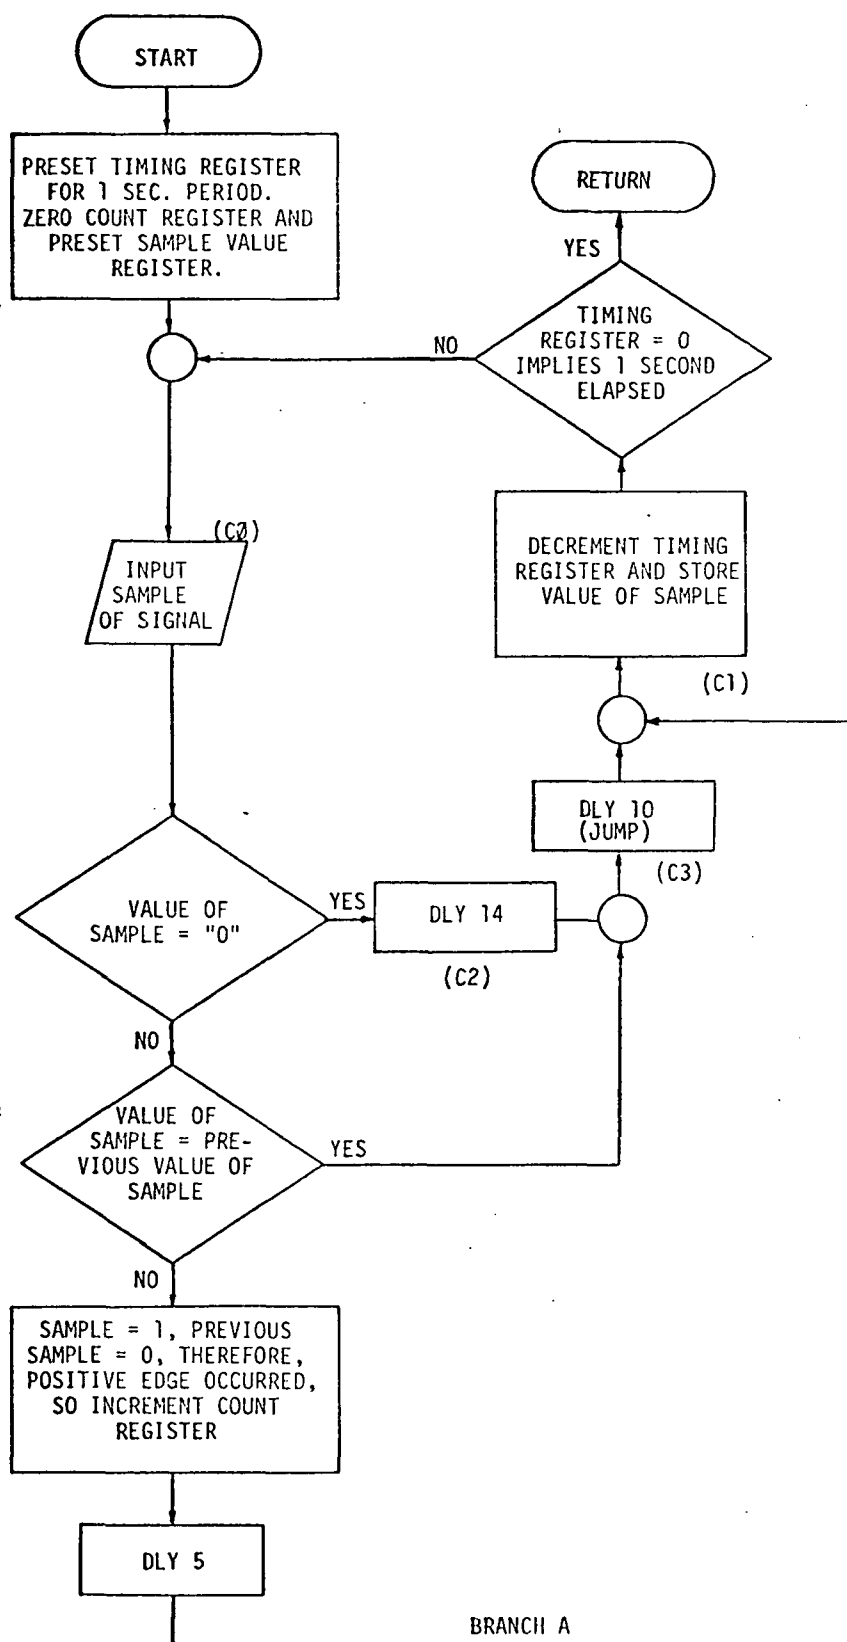 START
PRESET TIMING REGISTER
FOR 1 SEC. PERIOD.
ZERO COUNT REGISTER AND
PRESET SAMPLE VALUE
REGISTER.
RETURN
YES
TIMING
REGISTER = 0
IMPLIES 1 SECOND
ELAPSED
NO
(C0)
INPUT
SAMPLE
OF SIGNAL
DECREMENT TIMING
REGISTER AND STORE
VALUE OF SAMPLE
(C1)
DLY 10
(JUMP)
(C3)
VALUE OF
SAMPLE = "0"
YES
DLY 14
(C2)
NO
VALUE OF
SAMPLE = PRE-
VIOUS VALUE OF
SAMPLE
YES
NO
SAMPLE = 1, PREVIOUS
SAMPLE = 0, THEREFORE,
POSITIVE EDGE OCCURRED,
SO INCREMENT COUNT
REGISTER
DLY 5
BRANCH A